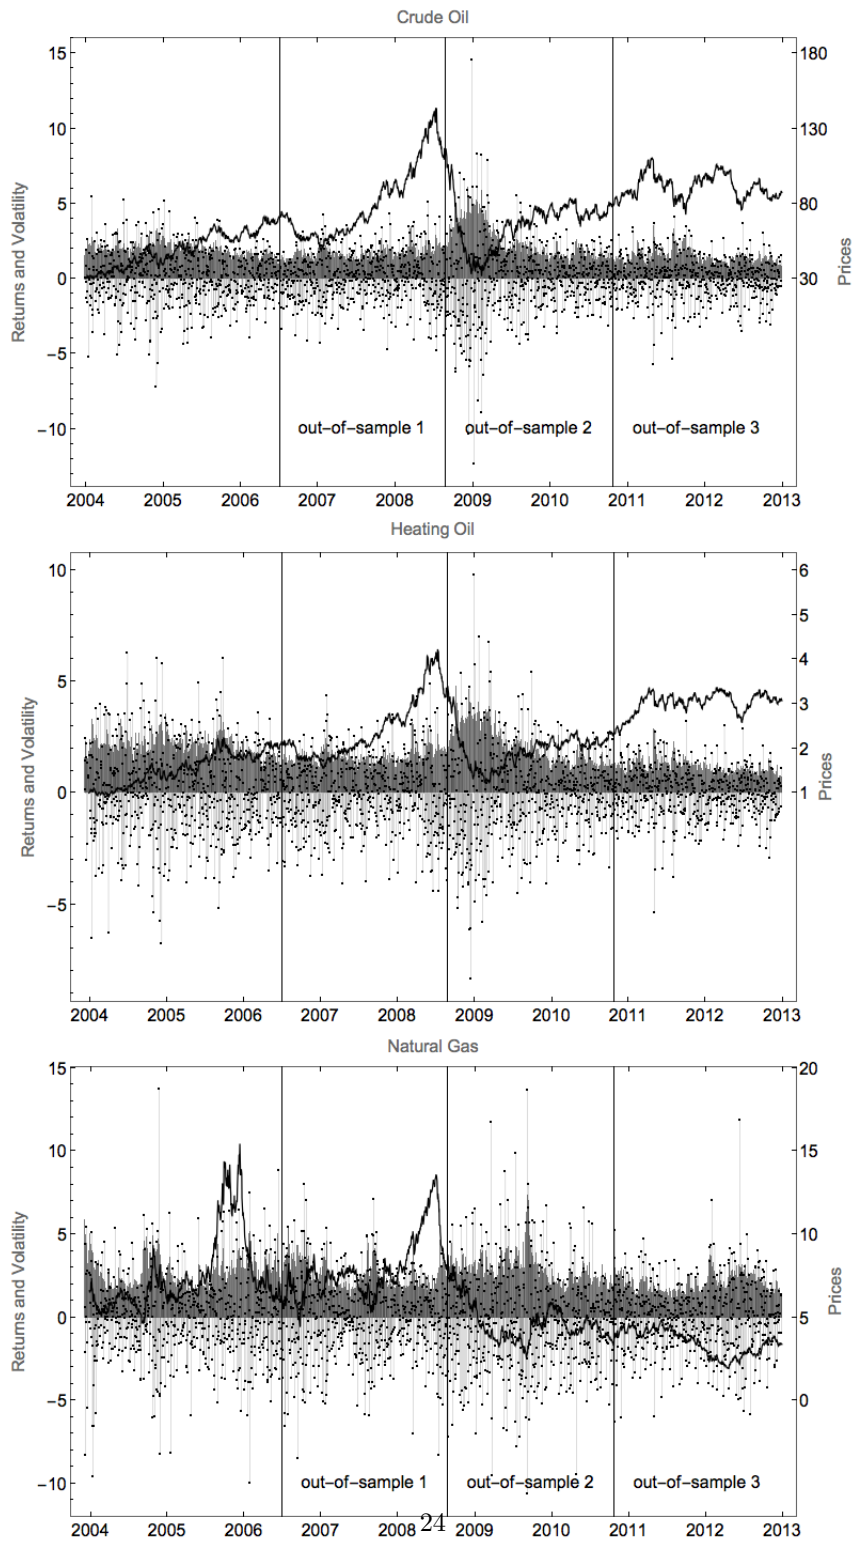 Crude Oil
15 180
10 130
5 80
0 30
−5
−10
Returns and Volatility
Prices
out−of−sample 1 out−of−sample 2 out−of−sample 3
2004 2005 2006 2007 2008 2009 2010 2011 2012 2013
Heating Oil
10 6
5
5 4
3
2
0 1
−5
Returns and Volatility
Prices
2004 2005 2006 2007 2008 2009 2010 2011 2012 2013
Natural Gas
15 20
10 15
5 10
0 5
−5 0
−10
Returns and Volatility
Prices
out−of−sample 1 out−of−sample 2 out−of−sample 3
2004 2005 2006 2007 2008 2009 2010 2011 2012 2013
24